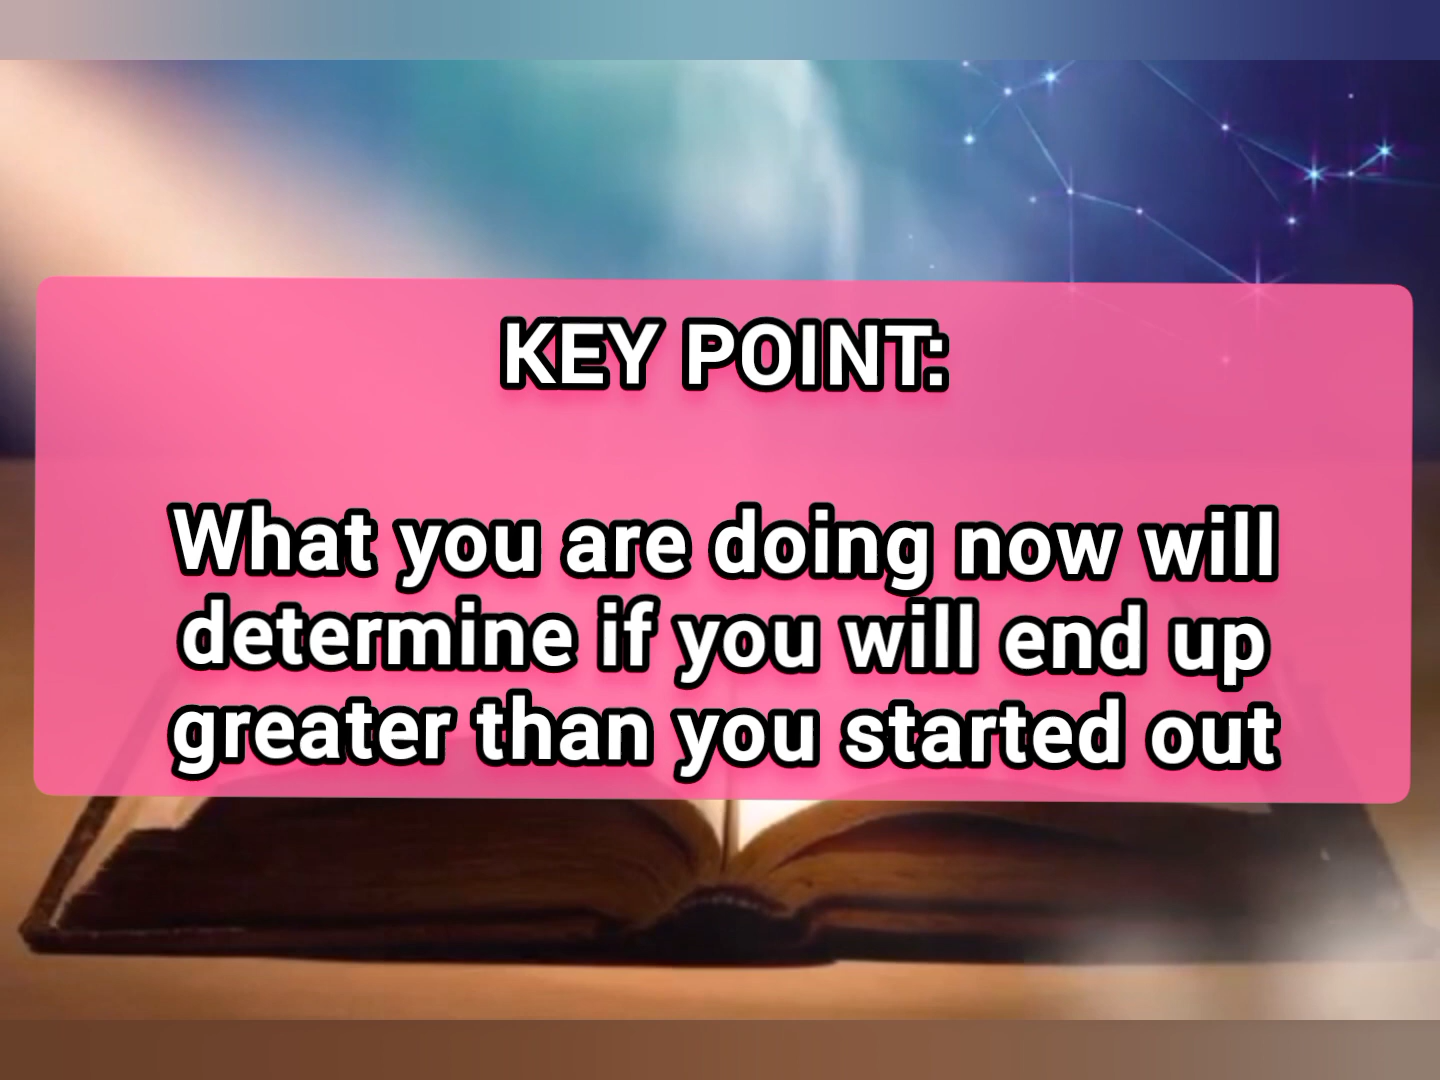 KEY POINT:
What you are doing now will
determine if you will end up
greater than you started out